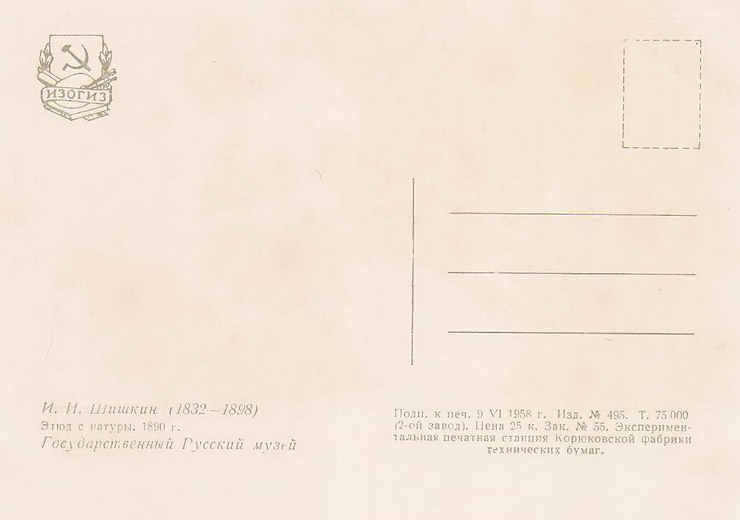 ИЗОГИЗ
И. И. Шишкин (1832—1898)
Этюд с натуры. 1890 г.
Государственный Русский музей
Подп. к печ. 9 VI 1958 г. Изд. № 495. Т. 75 000
(2-ой завод). Цена 25 к. Зак. № 55. Эксперимен-
тальная печатная станция Корюковской фабрики
технических бумаг.